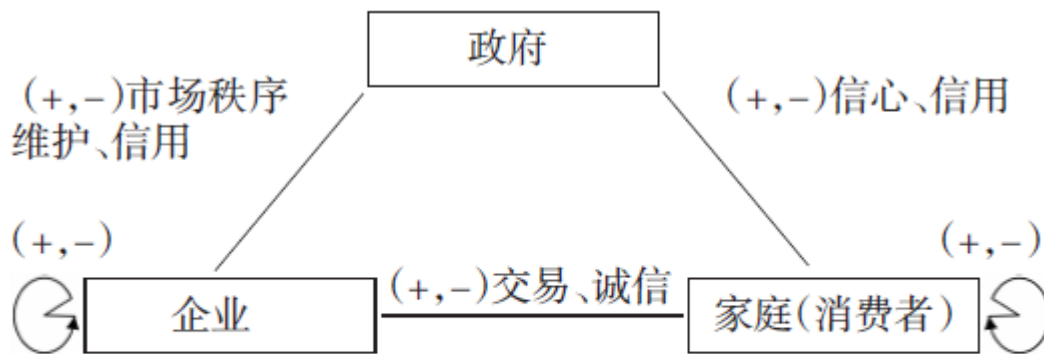 政府
(+,-)市场秩序
维护、信用
(+,-)信心、信用
(+,-)
(+,-)
企业
(+,-)交易、诚信
家庭(消费者)